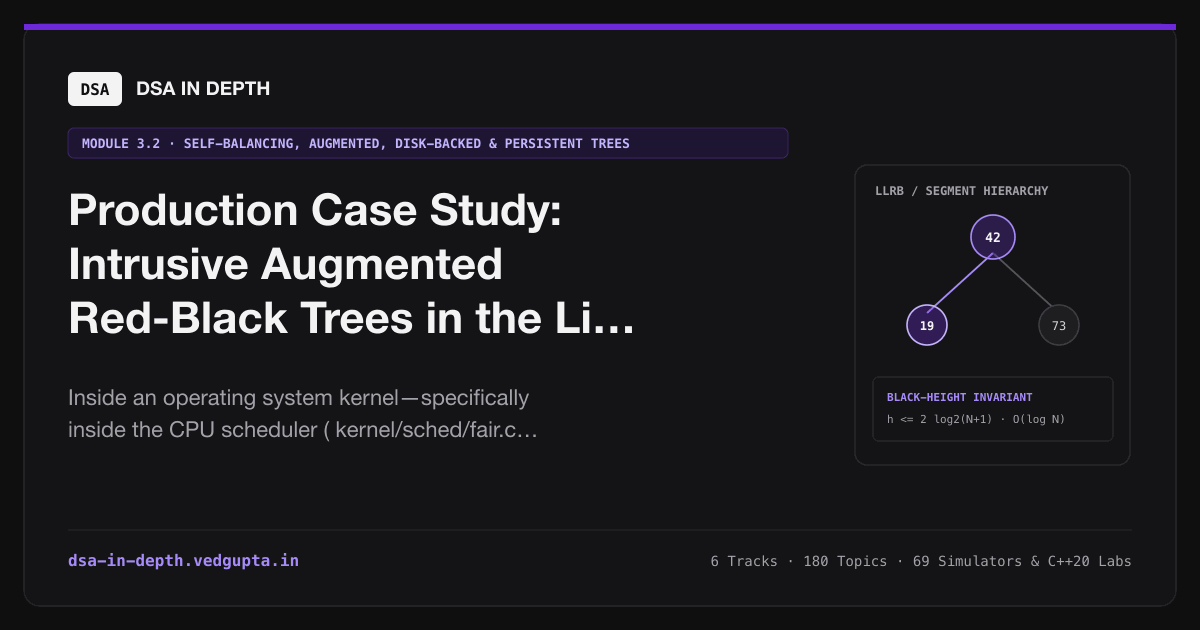 DSA
DSA IN DEPTH
MODULE 3.2 · SELF-BALANCING, AUGMENTED, DISK-BACKED & PERSISTENT TREES
Production Case Study:
Intrusive Augmented
Red-Black Trees in the Li…
Inside an operating system kernel—specifically
inside the CPU scheduler ( kernel/sched/fair.c…
LLRB / SEGMENT HIERARCHY
42
19
73
BLACK-HEIGHT INVARIANT
h <= 2 log2(N+1) · O(log N)
dsa-in-depth.vedgupta.in
6 Tracks · 180 Topics · 69 Simulators & C++20 Labs